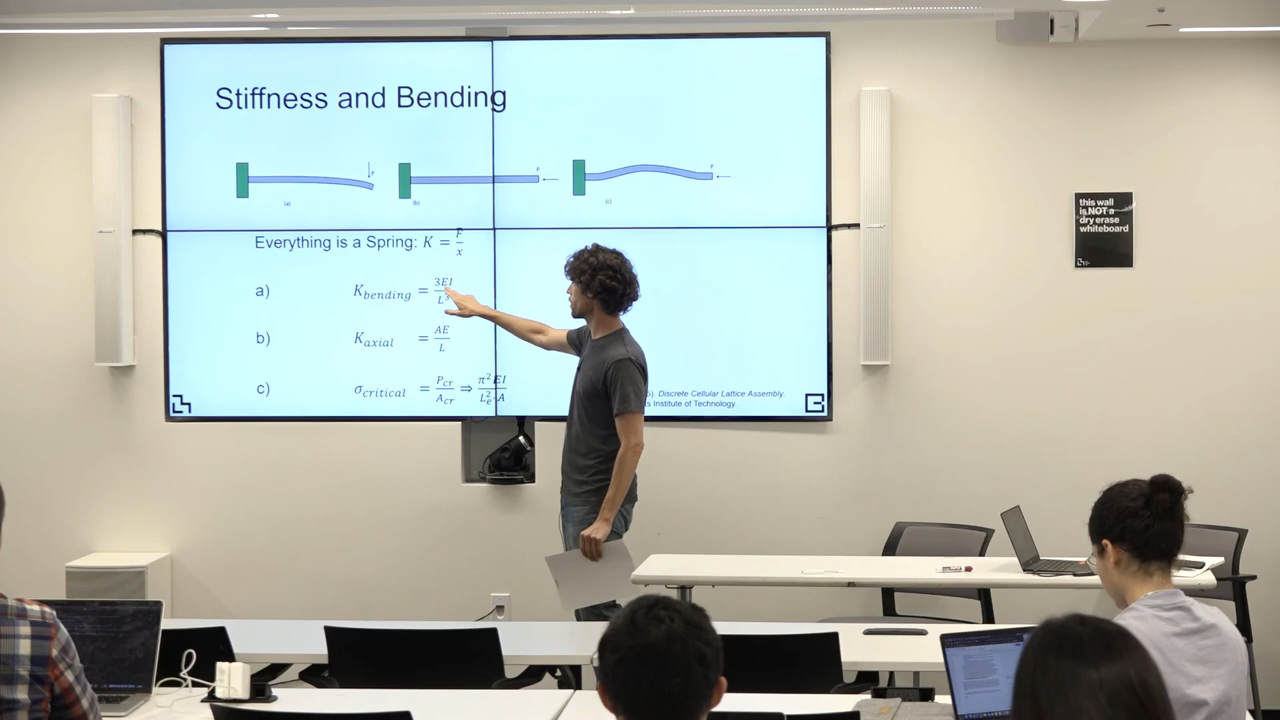 Stiffness and Bending
P
P
P
(a)
(b)
(c)
Everything is a Spring: K = F/x
a) K_bending = 3EI/L³
b) K_axial = AE/L
c) σ_critical = P_cr/A_cr ⇒ π²EI/L_e²A
Discrete Cellular Lattice Assembly.
Institute of Technology.
this wall
is NOT a
dry erase
whiteboard